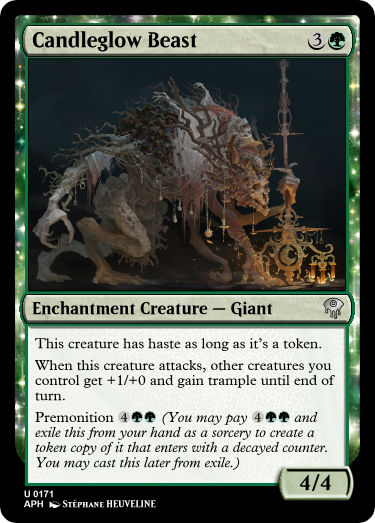 Candleglow Beast 3
Enchantment Creature — Giant
This creature has haste as long as it's a token.
When this creature attacks, other creatures you
control get +1/+0 and gain trample until end of
turn.
Premonition 4 (You may pay 4 and
exile this from your hand as a sorcery to create a
token copy of it that enters with a decayed counter.
You may cast this later from exile.)
4/4
U 0171
APH Stéphane HEUVELINE